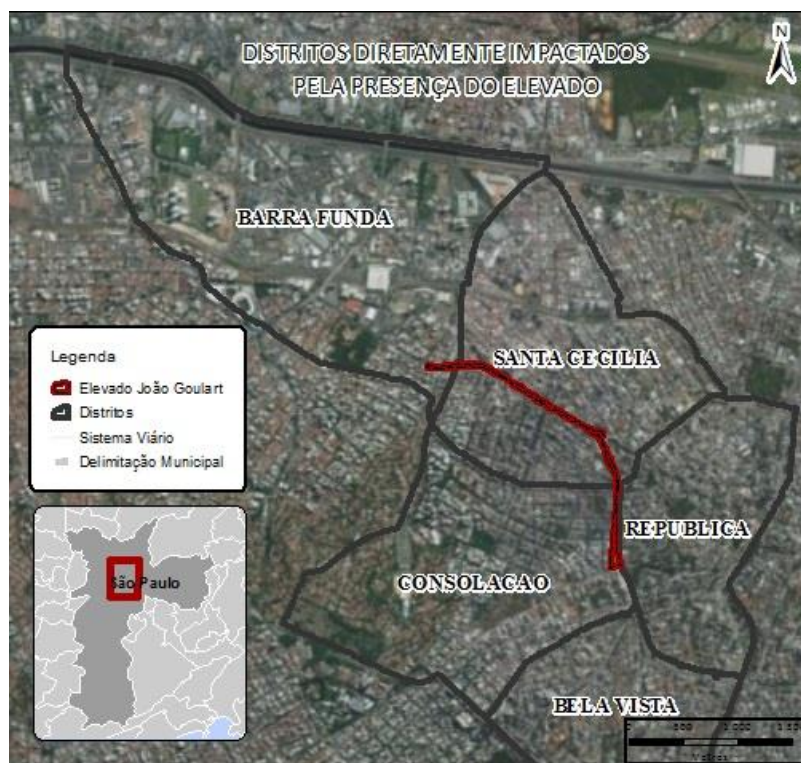 DISTRITOS DIRETAMENTE IMPACTADOS
PELA PRESENÇA DO ELEVADO
N
BARRA FUNDA
SANTA CECILIA
REPUBLICA
CONSOLACAO
BELA VISTA
Legenda
Elevado João Goulart
Distritos
Sistema Viário
Delimitação Municipal
São Paulo